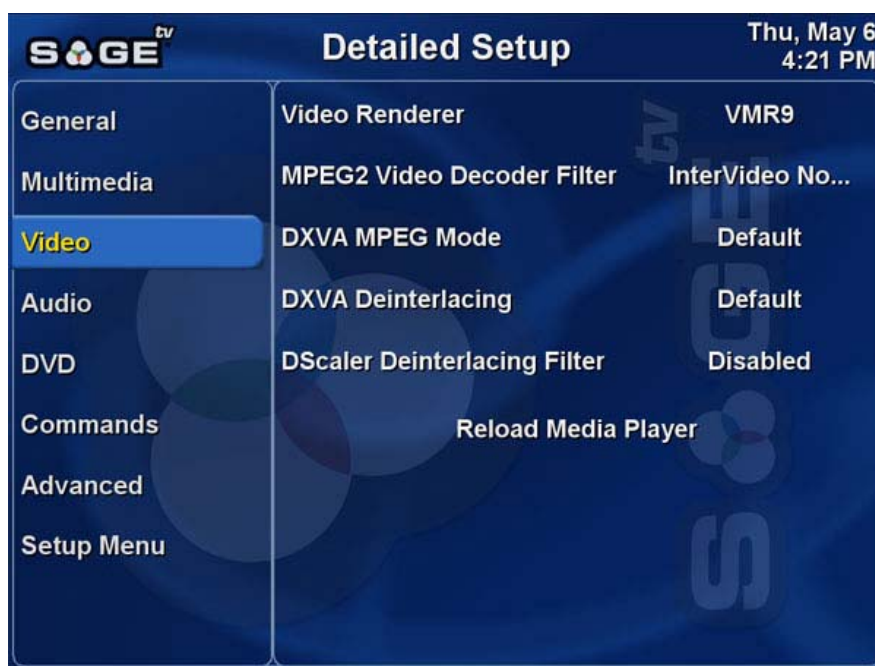 SAGE tv
Detailed Setup
Thu, May 6
4:21 PM
General
Multimedia
Video
Audio
DVD
Commands
Advanced
Setup Menu
Video Renderer VMR9
MPEG2 Video Decoder Filter InterVideo No...
DXVA MPEG Mode Default
DXVA Deinterlacing Default
DScaler Deinterlacing Filter Disabled
Reload Media Player
SAGE tv